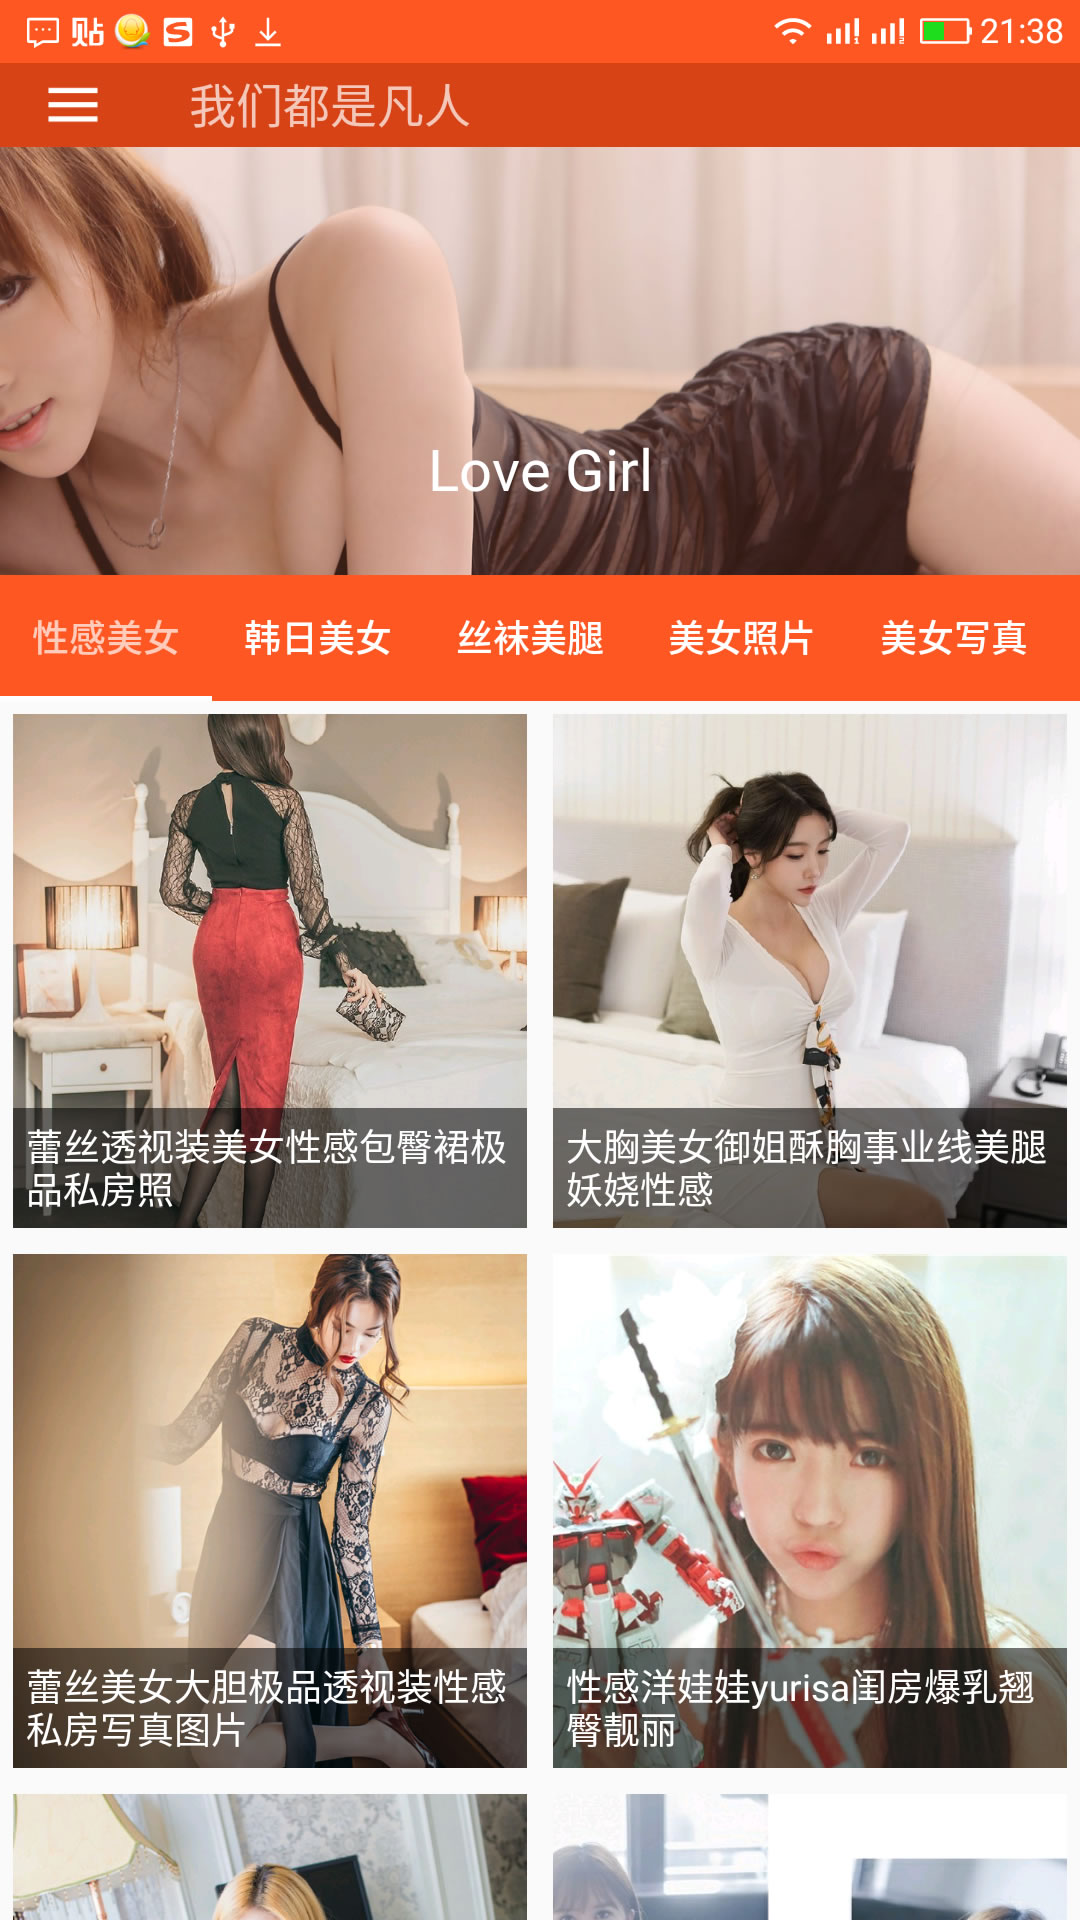 贴 21:38
我们都是凡人
Love Girl
性感美女 韩日美女 丝袜美腿 美女照片 美女写真
蕾丝透视装美女性感包臀裙极
品私房照
大胸美女御姐酥胸事业线美腿
妖娆性感
蕾丝美女大胆极品透视装性感
私房写真图片
性感洋娃娃yurisa闺房爆乳翘
臀靓丽